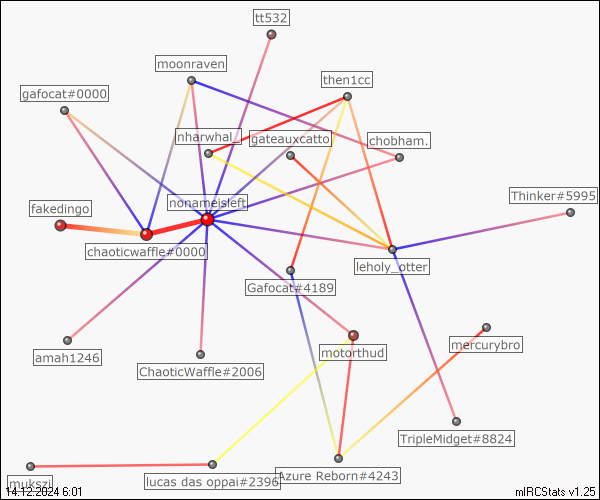 tt532
moonraven
then1cc
gafocat#0000
nharwhal_
gateauxcatto
chobham.
Thinker#5995
nonameisleft
fakedingo
chaoticwaffle#0000
leholy_otter
Gafocat#4189
mercurybro
motorthud
amah1246
ChaoticWaffle#2006
TripleMidget#8824
mukszi
lucas das oppai#2396
Azure Reborn#4243
14.12.2024 6:01
mIRCStats v1.25